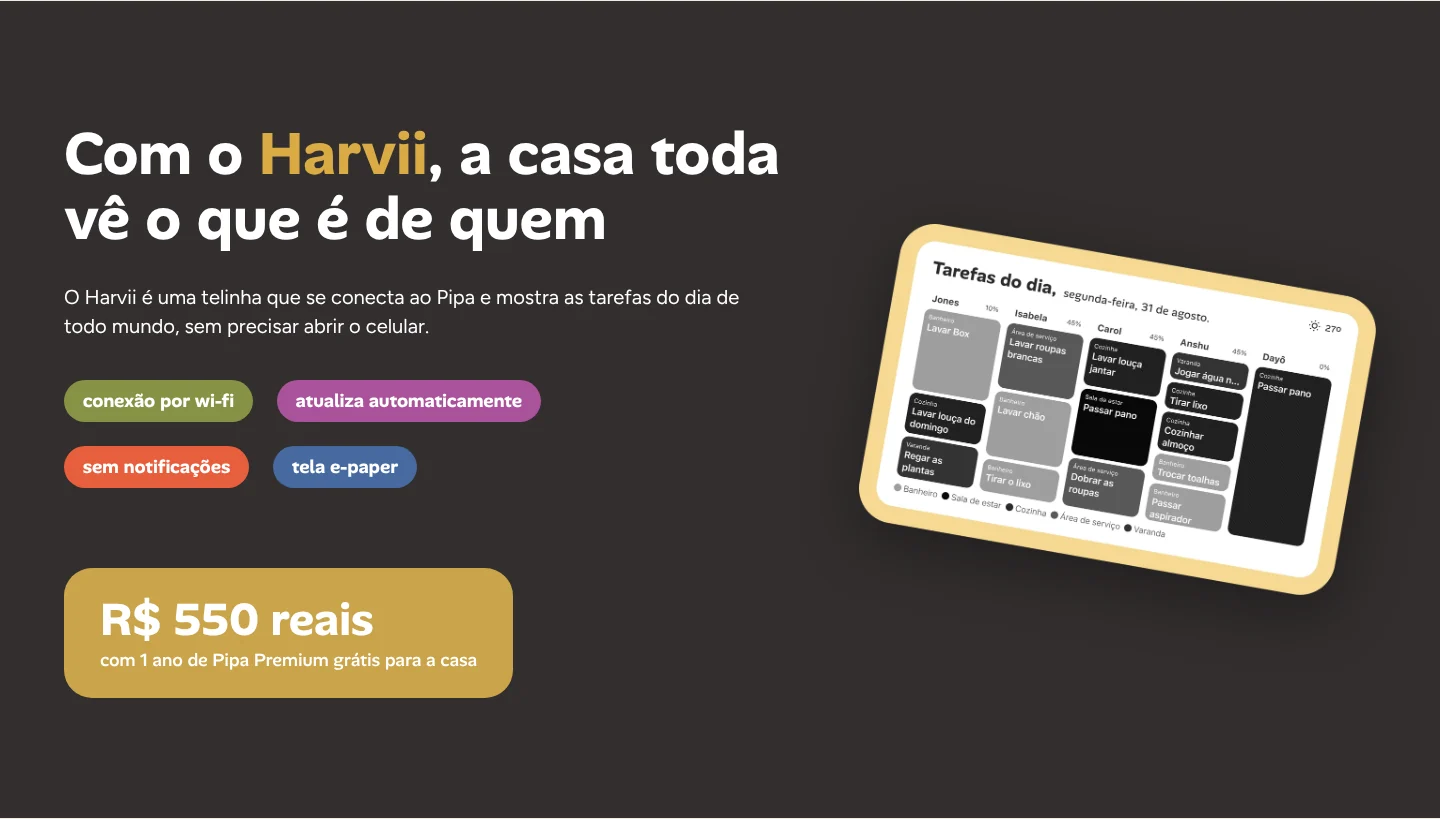 Com o Harvii, a casa toda
vê o que é de quem
O Harvii é uma telinha que se conecta ao Pipa e mostra as tarefas do dia de
todo mundo, sem precisar abrir o celular.
conexão por wi-fi
atualiza automaticamente
sem notificações
tela e-paper
R$ 550 reais
com 1 ano de Pipa Premium grátis para a casa
Tarefas do dia, segunda-feira, 31 de agosto.
27º
Jones 10%
Banheiro
Lavar Box
Cozinha
Lavar louça do
domingo
Varanda
Regar as
plantas
Isabela 45%
Área de serviço
Lavar roupas
brancas
Banheiro
Lavar chão
Banheiro
Tirar o lixo
Carol 45%
Cozinha
Lavar louça
jantar
Sala de estar
Passar pano
Área de serviço
Dobrar as
roupas
Anshu 45%
Varanda
Jogar água n...
Cozinha
Tirar lixo
Cozinha
Cozinhar
almoço
Banheiro
Trocar toalhas
Banheiro
Passar
aspirador
Dayô 0%
Cozinha
Passar pano
Banheiro Sala de estar Cozinha Área de serviço Varanda